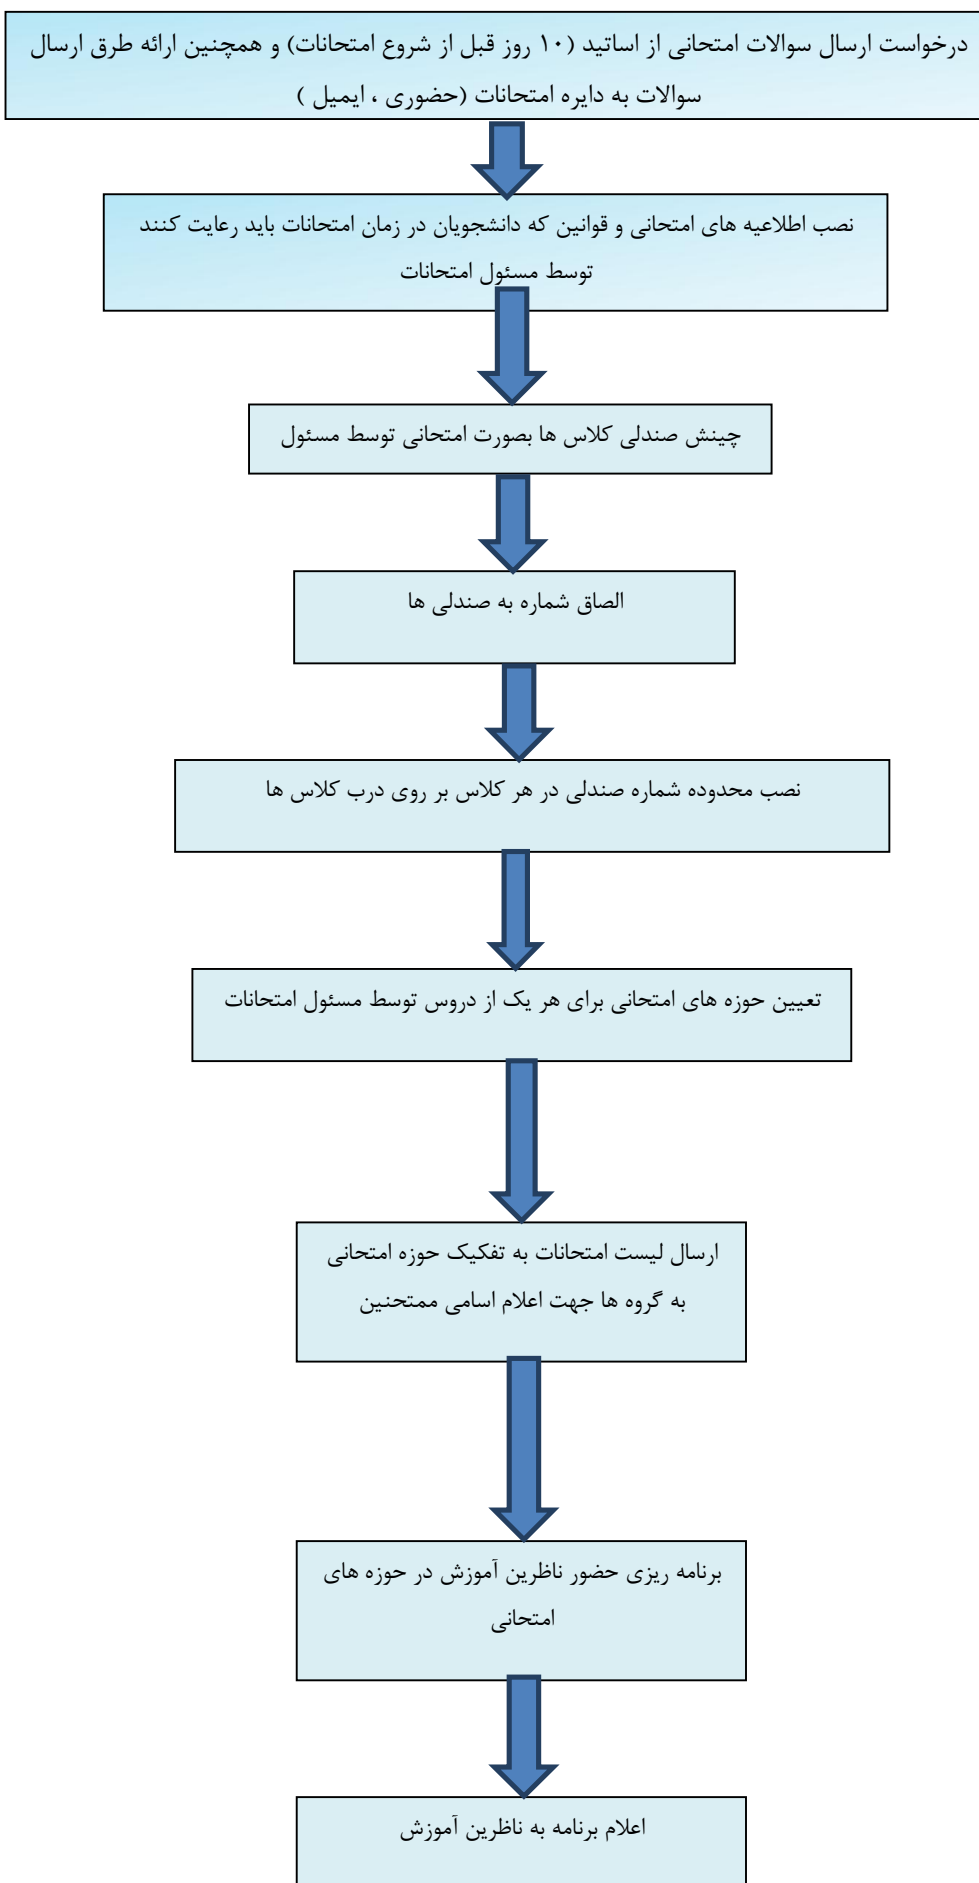 درخواست ارسال سوالات امتحانی از اساتید (۱۰ روز قبل از شروع امتحانات) و همچنین ارائه طرق ارسال
سوالات به دایره امتحانات (حضوری ، ایمیل )
نصب اطلاعیه های امتحانی و قوانین که دانشجویان در زمان امتحانات باید رعایت کنند
توسط مسئول امتحانات
چینش صندلی کلاس ها بصورت امتحانی توسط مسئول
الصاق شماره به صندلی ها
نصب محدوده شماره صندلی در هر کلاس بر روی درب کلاس ها
تعیین حوزه های امتحانی برای هر یک از دروس توسط مسئول امتحانات
ارسال لیست امتحانات به تفکیک حوزه امتحانی
به گروه ها جهت اعلام اسامی ممتحنین
برنامه ریزی حضور ناظرین آموزش در حوزه های
امتحانی
اعلام برنامه به ناظرین آموزش